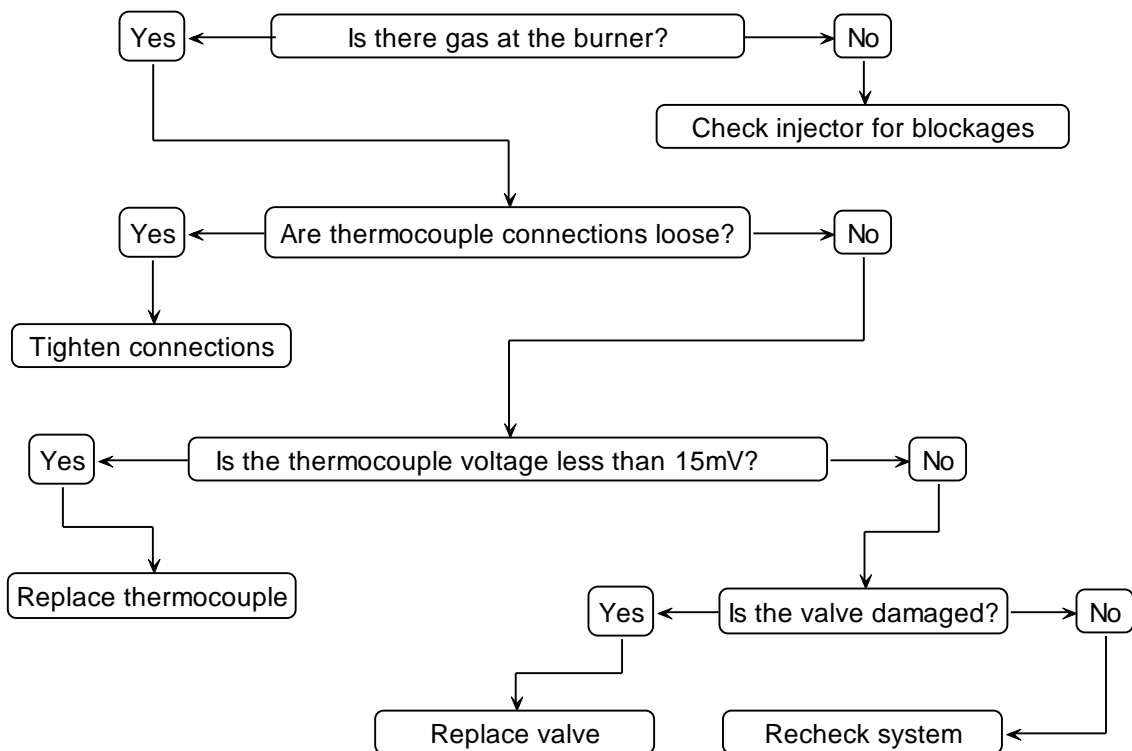 Yes
Is there gas at the burner?
No
Check injector for blockages
Yes
Are thermocouple connections loose?
No
Tighten connections
Yes
Is the thermocouple voltage less than 15mV?
No
Replace thermocouple
Yes
Is the valve damaged?
No
Replace valve
Recheck system